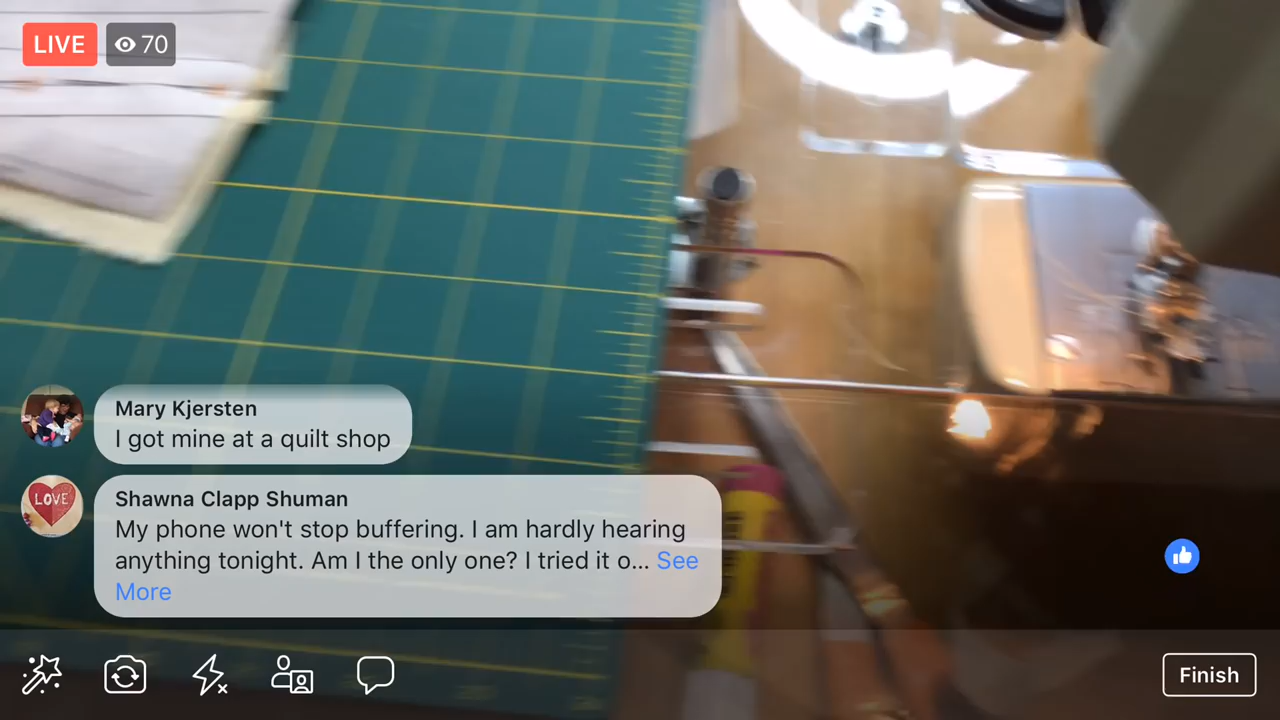 LIVE
70
Mary Kjersten
I got mine at a quilt shop
LOVE
Shawna Clapp Shuman
My phone won't stop buffering. I am hardly hearing
anything tonight. Am I the only one? I tried it o... See
More
Finish